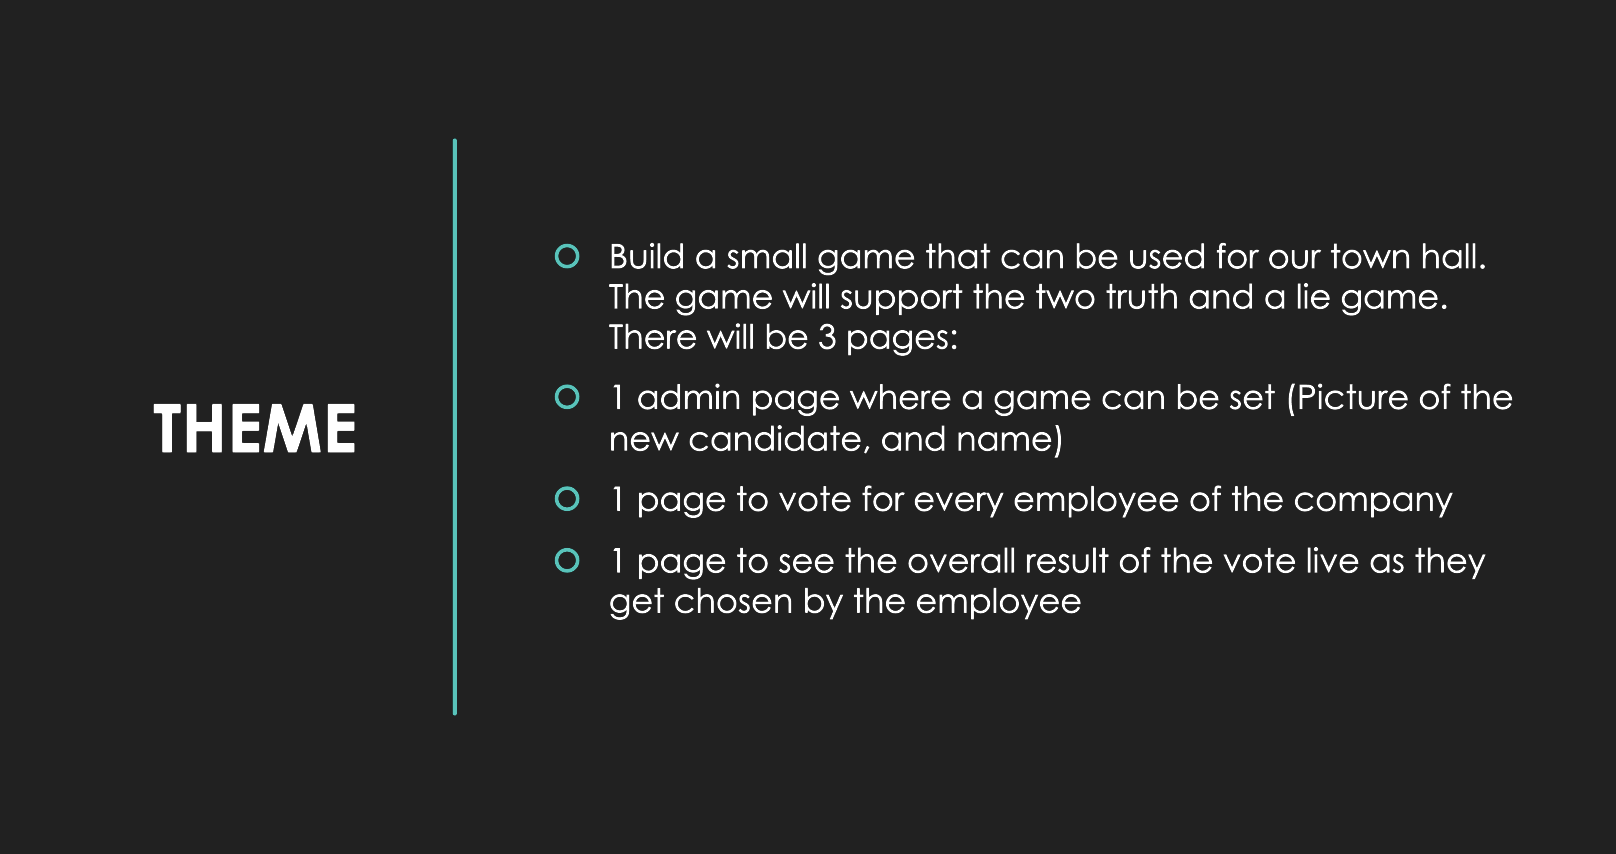 THEME
Build a small game that can be used for our town hall.
The game will support the two truth and a lie game.
There will be 3 pages:
1 admin page where a game can be set (Picture of the
new candidate, and name)
1 page to vote for every employee of the company
1 page to see the overall result of the vote live as they
get chosen by the employee